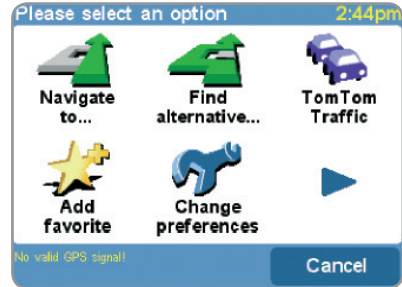 Please select an option 2:44pm
Navigate Find TomTom
to... alternative... Traffic
Add Change
favorite preferences
No valid GPS signal!
Cancel